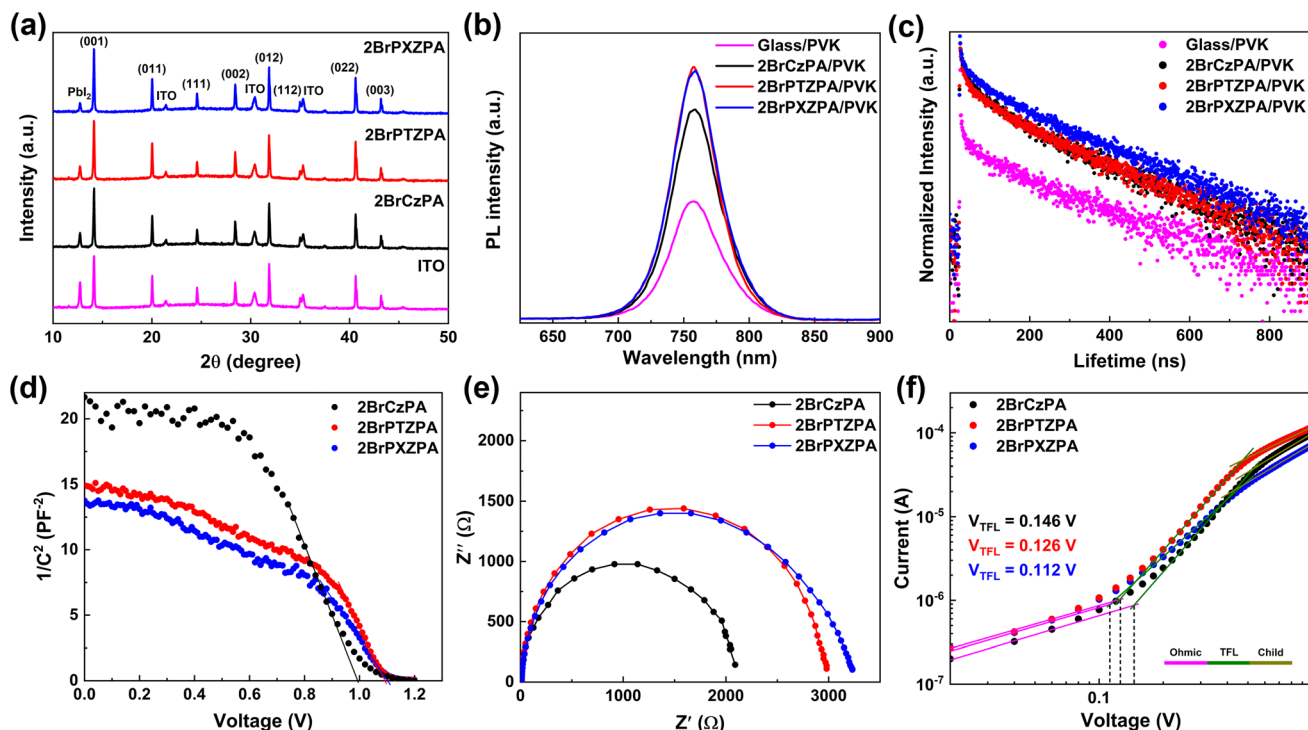 (a)
(001)
2BrPXZPA
(011)
(002)
(012)
(022)
PbI2
ITO
(111)
ITO
(112)
ITO
(003)
2BrPTZPA
2BrCzPA
ITO
Intensity (a.u.)
10 20 30 40 50
2θ (degree)
(b)
Glass/PVK
2BrCzPA/PVK
2BrPTZPA/PVK
2BrPXZPA/PVK
PL intensity (a.u.)
650 700 750 800 850 900
Wavelength (nm)
(c)
Glass/PVK
2BrCzPA/PVK
2BrPTZPA/PVK
2BrPXZPA/PVK
Normalized Intensity (a.u.)
0 200 400 600 800
Lifetime (ns)
(d)
2BrCzPA
2BrPTZPA
2BrPXZPA
1/C-2 (PF-2)
20
15
10
5
0
0.0 0.2 0.4 0.6 0.8 1.0 1.2
Voltage (V)
(e)
2BrCzPA
2BrPTZPA
2BrPXZPA
Z'' (Ω)
2500
2000
1500
1000
500
0
0 1000 2000 3000
Z' (Ω)
(f)
2BrCzPA
2BrPTZPA
2BrPXZPA
VTFL = 0.146 V
VTFL = 0.126 V
VTFL = 0.112 V
Ohmic TFL Child
Current (A)
10-4
10-5
10-6
10-7
0.1
Voltage (V)